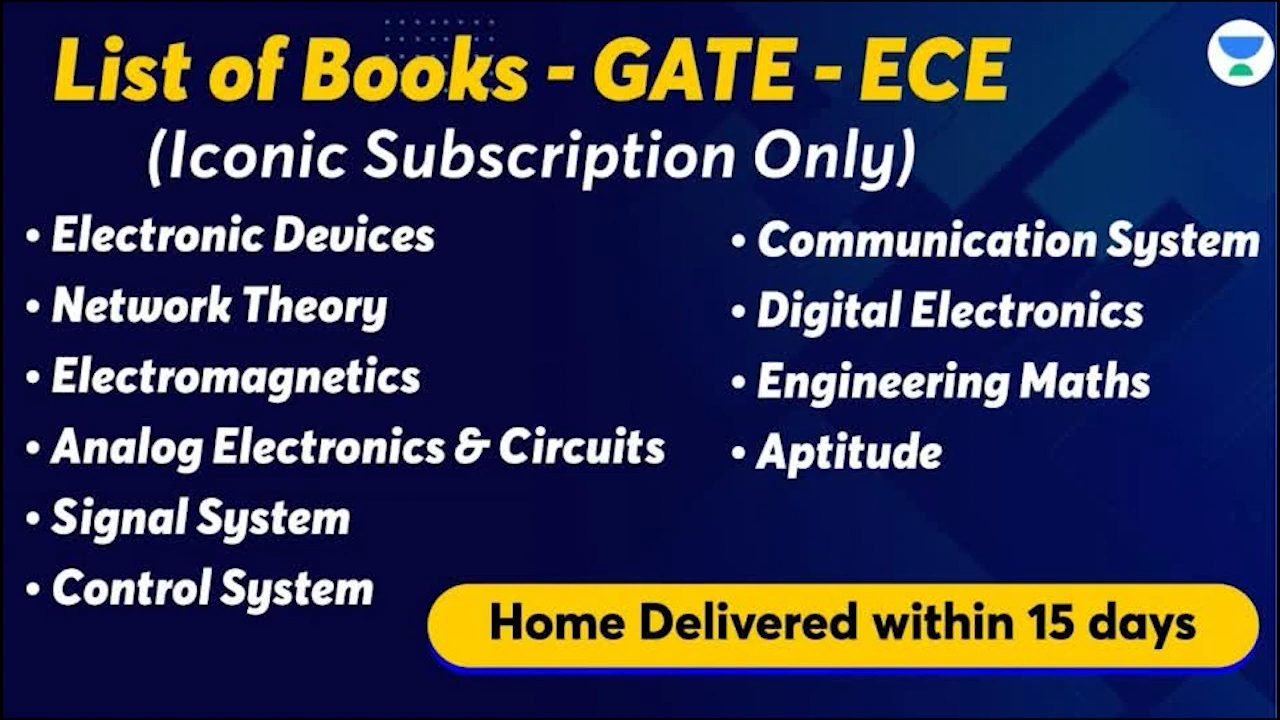 List of Books - GATE - ECE
(Iconic Subscription Only)
• Electronic Devices
• Network Theory
• Electromagnetics
• Analog Electronics & Circuits
• Signal System
• Control System
• Communication System
• Digital Electronics
• Engineering Maths
• Aptitude
Home Delivered within 15 days